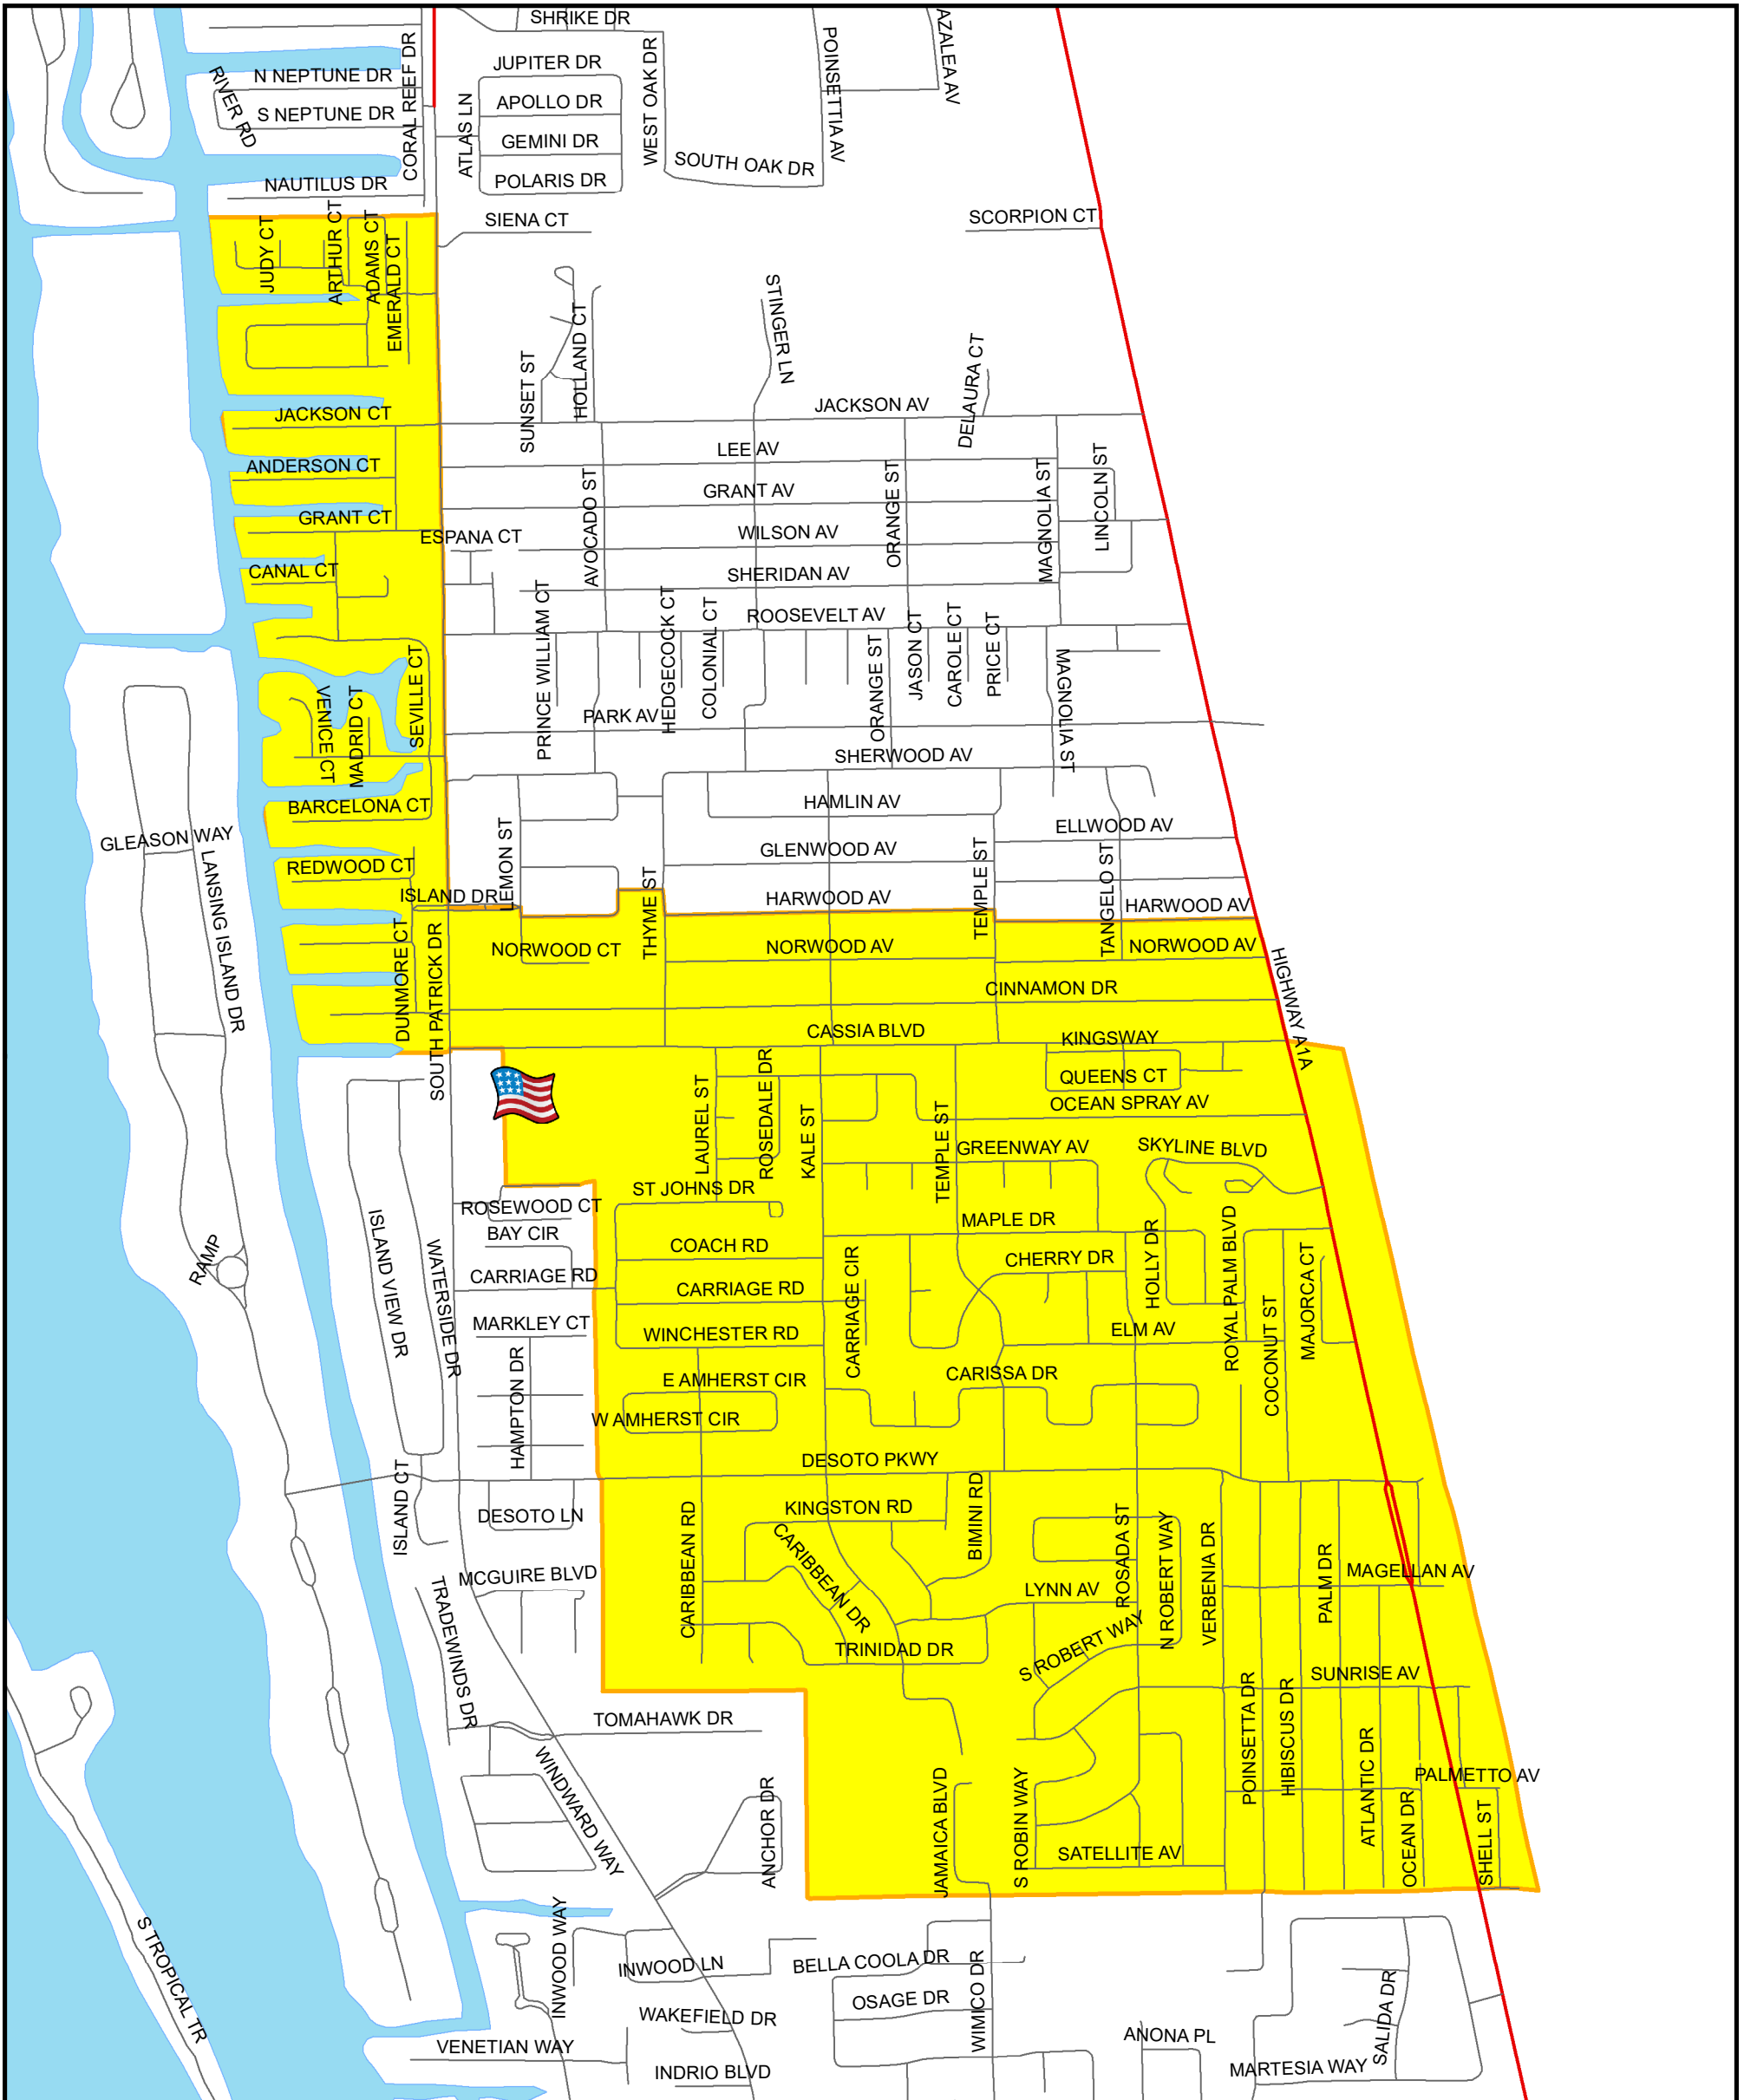 SHRIKE DR
AZALEA AV
POINSETTIA AV
WEST OAK DR
CORAL REEF DR
JUPITER DR
N NEPTUNE DR
RIVER RD
APOLLO DR
S NEPTUNE DR
ATLAS LN
GEMINI DR
SOUTH OAK DR
POLARIS DR
NAUTILUS DR
SIENA CT
SCORPION CT
JUDY CT
ARTHUR CT
ADAMS CT
EMERALD CT
STINGER LN
HOLLAND CT
SUNSET ST
DELAURA CT
JACKSON CT
JACKSON AV
LEE AV
ANDERSON CT
AVOCADO ST
GRANT AV
ORANGE ST
MAGNOLIA ST
LINCOLN ST
GRANT CT
ESPANA CT
WILSON AV
CANAL CT
SHERIDAN AV
PRINCE WILLIAM CT
HEDGECOCK CT
COLONIAL CT
ROOSEVELT AV
ORANGE ST
JASON CT
CAROLE CT
PRICE CT
MAGNOLIA ST
SEVILLE CT
VENICE CT
MADRID CT
PARK AV
SHERWOOD AV
BARCELONA CT
HAMLIN AV
GLEASON WAY
LANSING ISLAND DR
ELLWOOD AV
GLENWOOD AV
REDWOOD CT
LEMON ST
THYME ST
TEMPLE ST
TANGELO ST
ISLAND DR
HARWOOD AV
HARWOOD AV
DUNMORE CT
SOUTH PATRICK DR
NORWOOD CT
NORWOOD AV
NORWOOD AV
HIGHWAY A1A
CINNAMON DR
CASSIA BLVD
KINGSWAY
QUEENS CT
LAUREL ST
ROSEDALE DR
KALE ST
TEMPLE ST
OCEAN SPRAY AV
GREENWAY AV
SKYLINE BLVD
ST JOHNS DR
ROSEWOOD CT
BAY CIR
ISLAND VIEW DR
WATERSIDE DR
RAMP
MAPLE DR
COACH RD
CARRIAGE CIR
CHERRY DR
HOLLY DR
ROYAL PALM BLVD
COCONUT ST
MAJORCA CT
CARRIAGE RD
CARRIAGE RD
MARKLEY CT
WINCHESTER RD
ELM AV
HAMPTON DR
E AMHERST CIR
CARISSA DR
W AMHERST CIR
DESOTO PKWY
ISLAND CT
DESOTO LN
CARIBBEAN RD
KINGSTON RD
CARIBBEAN DR
BIMINI RD
ROSADA ST
N ROBERT WAY
VERBENIA DR
PALM DR
MAGELLAN AV
MCGUIRE BLVD
TRADEWINDS DR
LYNN AV
TRINIDAD DR
S ROBERT WAY
SUNRISE AV
POINSETTA DR
HIBISCUS DR
TOMAHAWK DR
ATLANTIC DR
PALMETTO AV
WINDWARD WAY
ANCHOR DR
JAMAICA BLVD
S ROBIN WAY
OCEAN DR
SHELL ST
SATELLITE AV
S TROPICAL TR
INWOOD WAY
INWOOD LN
BELLA COOLA DR
WIMICO DR
OSAGE DR
SALIDA DR
WAKEFIELD DR
ANONA PL
VENETIAN WAY
INDRIO BLVD
MARTESIA WAY